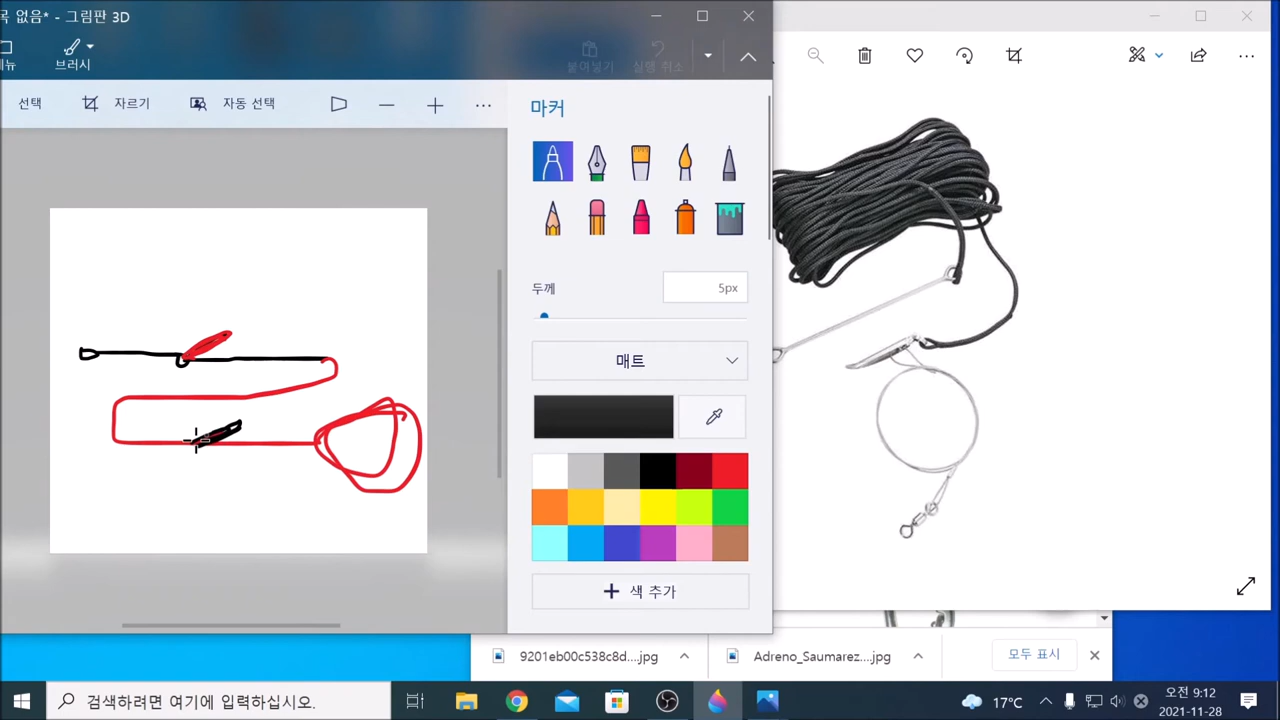 목 없음* - 그림판 3D
메뉴
브러시
붙여넣기
실행 취소
선택
자르기
자동 선택
마커
두께
5px
매트
색 추가
9201eb00c538c8d....jpg
Adreno_Saumarez....jpg
모두 표시
검색하려면 여기에 입력하십시오.
17°C
오전 9:12
2021-11-28